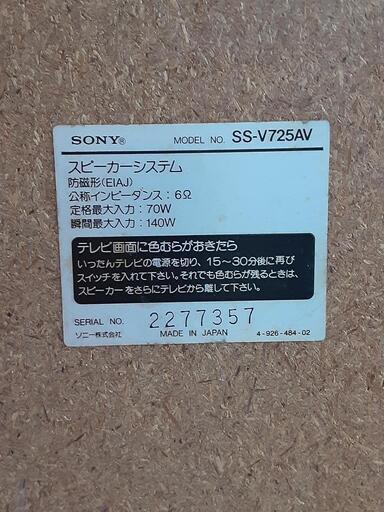 SONY® MODEL NO. SS-V725AV
スピーカーシステム
防磁形(EIAJ)
公称インピーダンス：6Ω
定格最大入力：70W
瞬間最大入力：140W
テレビ画面に色むらがおきたら
いったんテレビの電源を切り、15〜30分後に再び
スイッチを入れて下さい。それでも色むらが残るときは、
スピーカーをさらにテレビから離して下さい。
SERIAL NO. 2277357
ソニー株式会社 MADE IN JAPAN 4-926-484-02